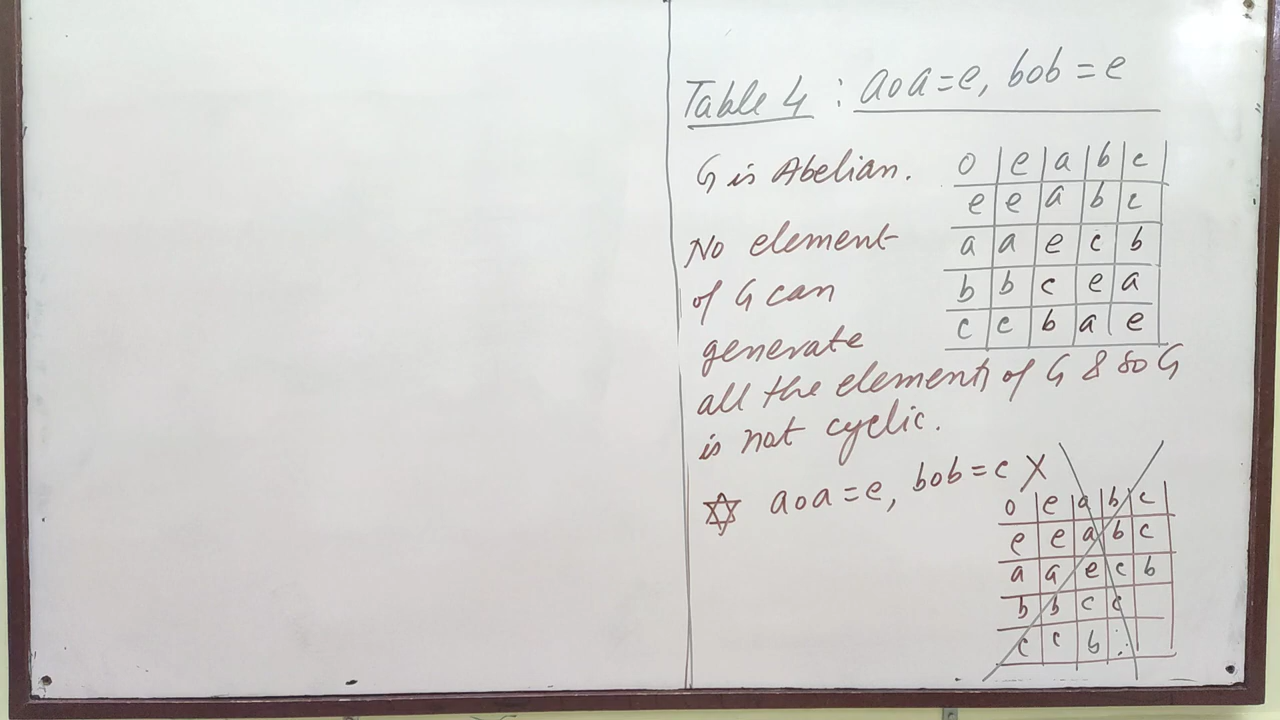 Table 4 : aoa=e, bob=e
G is Abelian.
o e a b c
e e a b c
a a e c b
b b c e a
c c b a e
No element
of G can
generate
all the elements of G & so G
is not cyclic.
✡ aoa=e, bob=c X
o e a b c
e e a b c
a a e c b
b b c c
c c b :